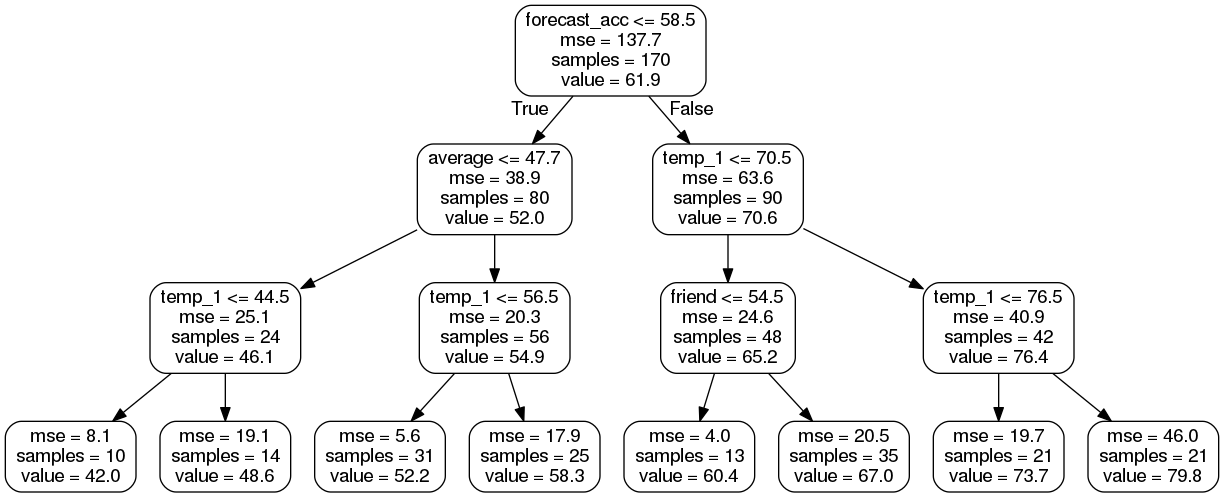 forecast_acc <= 58.5
mse = 137.7
samples = 170
value = 61.9
True
False
average <= 47.7
mse = 38.9
samples = 80
value = 52.0
temp_1 <= 70.5
mse = 63.6
samples = 90
value = 70.6
temp_1 <= 44.5
mse = 25.1
samples = 24
value = 46.1
temp_1 <= 56.5
mse = 20.3
samples = 56
value = 54.9
friend <= 54.5
mse = 24.6
samples = 48
value = 65.2
temp_1 <= 76.5
mse = 40.9
samples = 42
value = 76.4
mse = 8.1
samples = 10
value = 42.0
mse = 19.1
samples = 14
value = 48.6
mse = 5.6
samples = 31
value = 52.2
mse = 17.9
samples = 25
value = 58.3
mse = 4.0
samples = 13
value = 60.4
mse = 20.5
samples = 35
value = 67.0
mse = 19.7
samples = 21
value = 73.7
mse = 46.0
samples = 21
value = 79.8